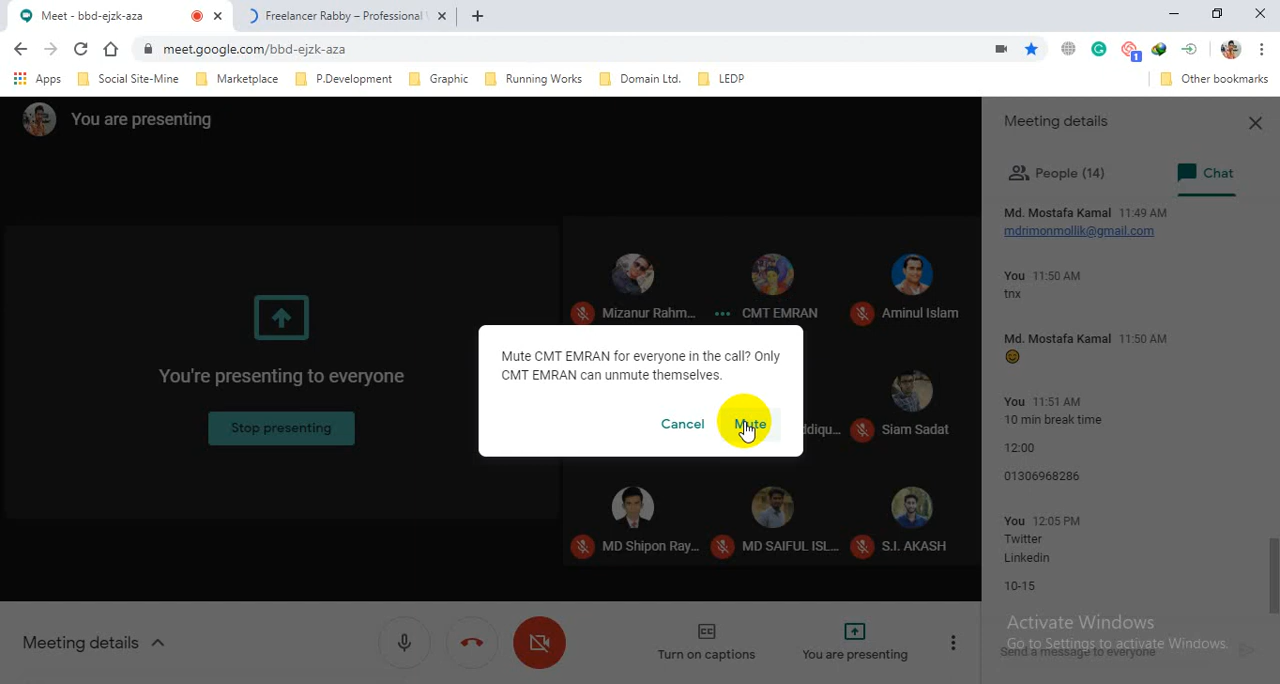 Meet - bbd-ejzk-aza
Freelancer Rabby – Professional
meet.google.com/bbd-ejzk-aza
1
Apps Social Site-Mine Marketplace P.Development Graphic Running Works Domain Ltd. LEDP Other bookmarks
You are presenting
You're presenting to everyone
Stop presenting
Mizanur Rahm... CMT EMRAN Aminul Islam
Mute CMT EMRAN for everyone in the call? Only
CMT EMRAN can unmute themselves.
Cancel Mute
ddiqu... Siam Sadat
MD Shipon Ray... MD SAIFUL ISL... S.I. AKASH
Meeting details
Turn on captions
You are presenting
Meeting details
People (14) Chat
Md. Mostafa Kamal 11:49 AM
mdrimonmollik@gmail.com
You 11:50 AM
tnx
Md. Mostafa Kamal 11:50 AM
You 11:51 AM
10 min break time
12:00
01306968286
You 12:05 PM
Twitter
Linkedin
10-15
Activate Windows
Go to Settings to activate Windows.
Send a message to everyone